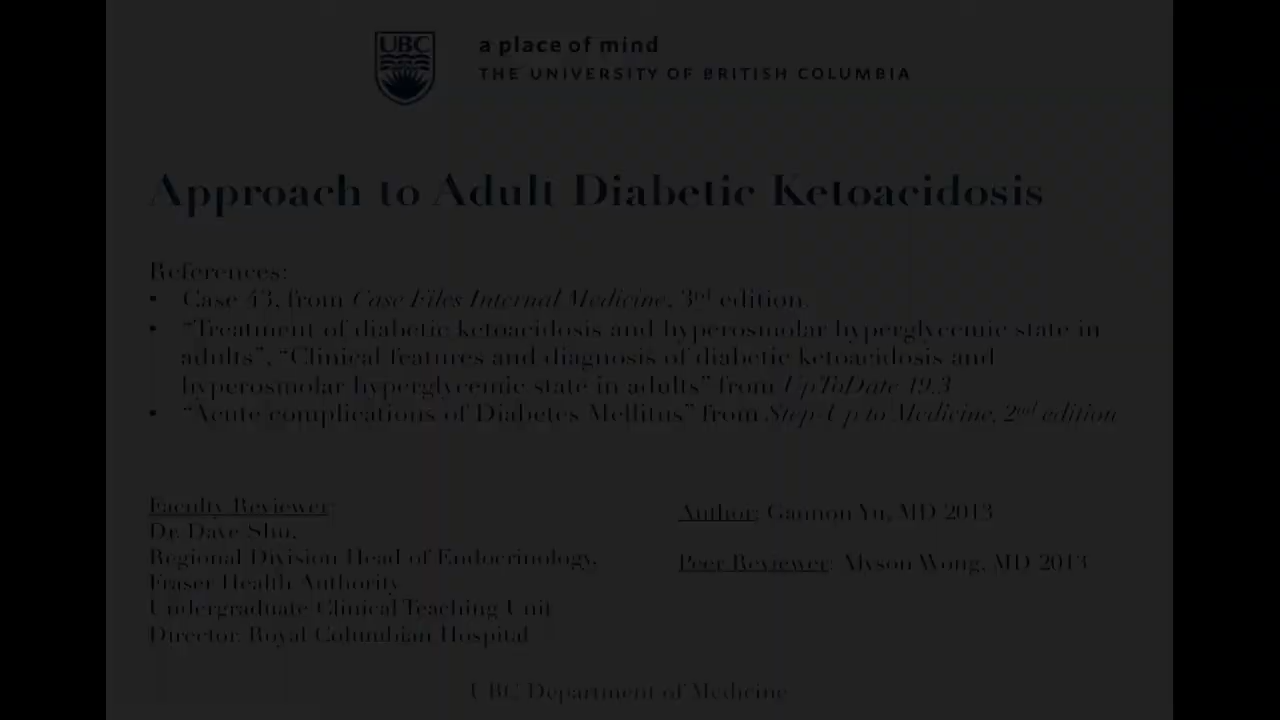 UBC
a place of mind
THE UNIVERSITY OF BRITISH COLUMBIA
Approach to Adult Diabetic Ketoacidosis
References:
• Case 43, from Case Files Internal Medicine, 3rd edition.
• “Treatment of diabetic ketoacidosis and hyperosmolar hyperglycemic state in
adults”, “Clinical features and diagnosis of diabetic ketoacidosis and
hyperosmolar hyperglycemic state in adults” from UpToDate 19.3
• “Acute complications of Diabetes Mellitus” from Step-Up to Medicine, 2nd edition
Faculty Reviewer:
Dr. Dave Shu,
Regional Division Head of Endocrinology,
Fraser Health Authority
Undergraduate Clinical Teaching Unit
Director, Royal Columbian Hospital
Author: Gannon Yu, MD 2013
Peer Reviewer: Alyson Wong, MD 2013
UBC Department of Medicine